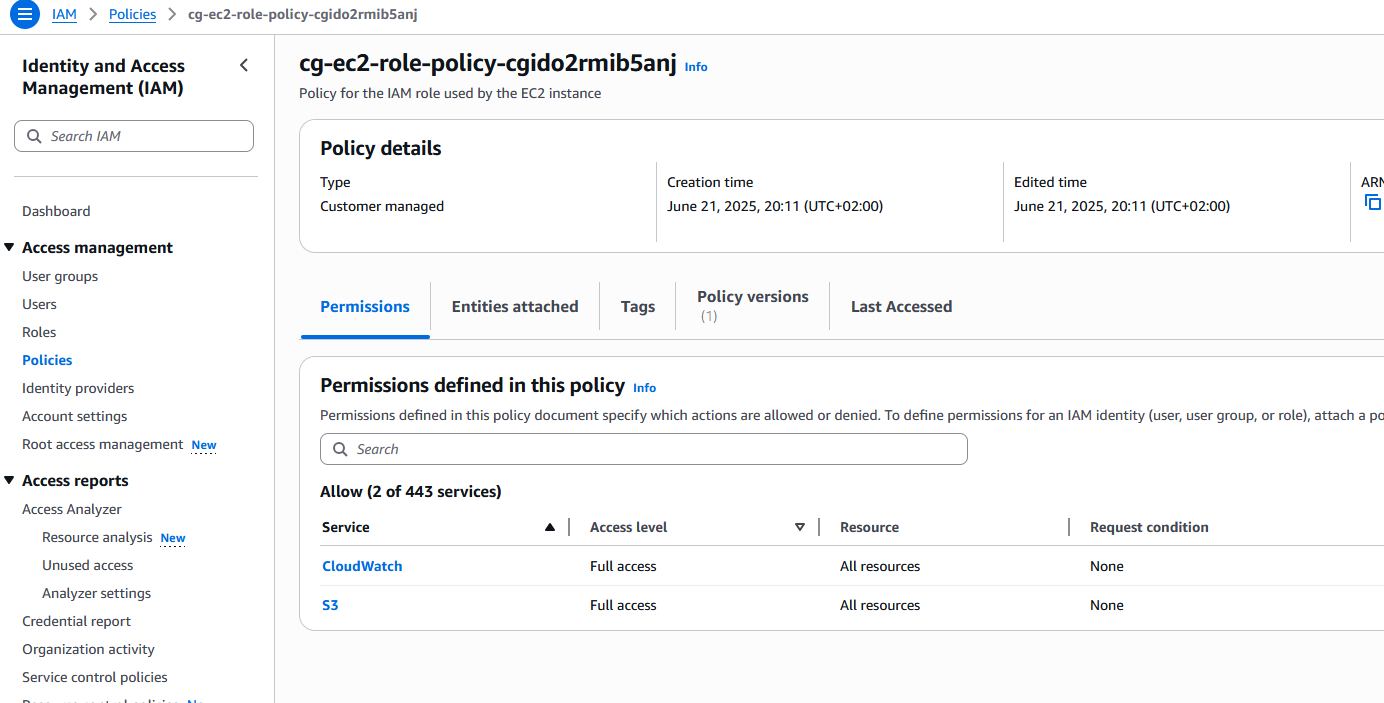 IAM > Policies > cg-ec2-role-policy-cgido2rmib5anj
Identity and Access
Management (IAM)
Search IAM
Dashboard
Access management
User groups
Users
Roles
Policies
Identity providers
Account settings
Root access management New
Access reports
Access Analyzer
Resource analysis New
Unused access
Analyzer settings
Credential report
Organization activity
Service control policies
cg-ec2-role-policy-cgido2rmib5anj Info
Policy for the IAM role used by the EC2 instance
Policy details
Type
Customer managed
Creation time
June 21, 2025, 20:11 (UTC+02:00)
Edited time
June 21, 2025, 20:11 (UTC+02:00)
ARN
Permissions
Entities attached
Tags
Policy versions
(1)
Last Accessed
Permissions defined in this policy Info
Permissions defined in this policy document specify which actions are allowed or denied. To define permissions for an IAM identity (user, user group, or role), attach a po
Search
Allow (2 of 443 services)
Service Access level Resource Request condition
CloudWatch Full access All resources None
S3 Full access All resources None